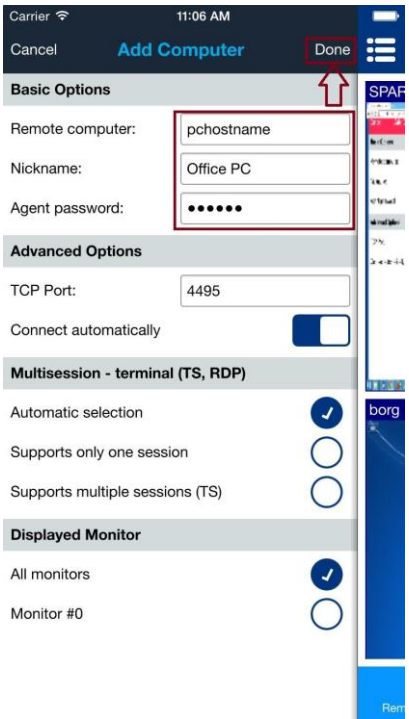 Carrier 11:06 AM
Cancel Add Computer Done
Basic Options
Remote computer: pchostname
Nickname: Office PC
Agent password: ●●●●●●
Advanced Options
TCP Port: 4495
Connect automatically
Multisession - terminal (TS, RDP)
Automatic selection
Supports only one session
Supports multiple sessions (TS)
Displayed Monitor
All monitors
Monitor #0
SPAR
borg
Rem